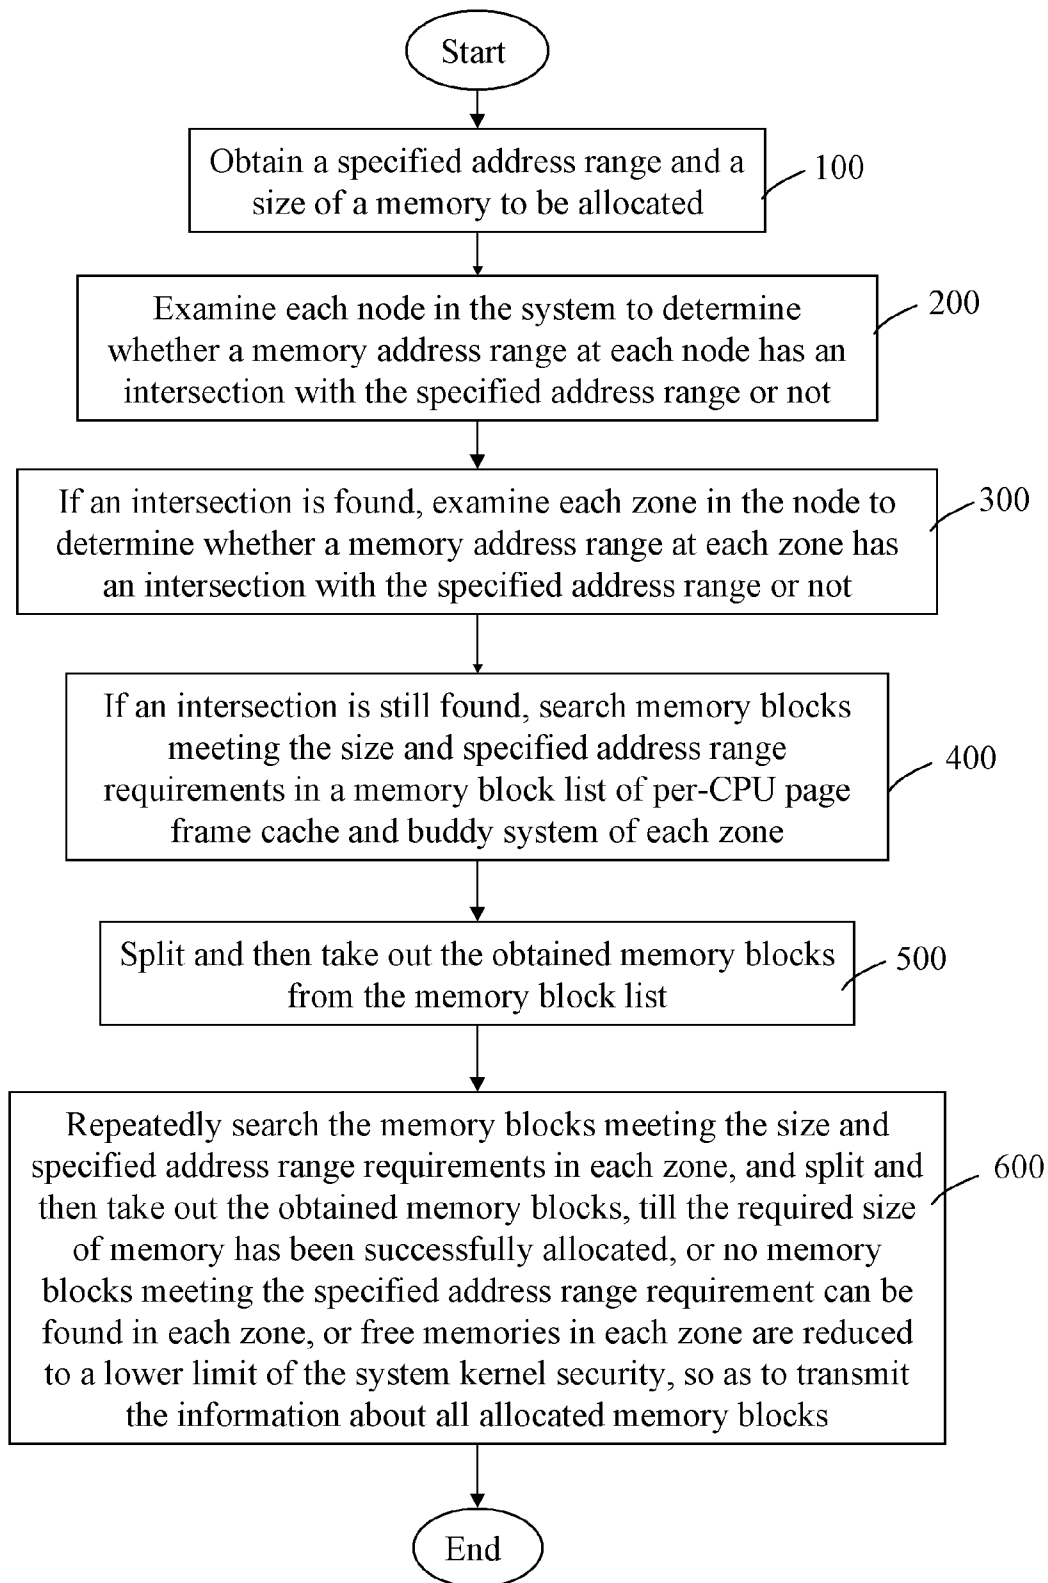 Start
Obtain a specified address range and a
size of a memory to be allocated
100
Examine each node in the system to determine
whether a memory address range at each node has an
intersection with the specified address range or not
200
If an intersection is found, examine each zone in the node to
determine whether a memory address range at each zone has
an intersection with the specified address range or not
300
If an intersection is still found, search memory blocks
meeting the size and specified address range
requirements in a memory block list of per-CPU page
frame cache and buddy system of each zone
400
Split and then take out the obtained memory blocks
from the memory block list
500
Repeatedly search the memory blocks meeting the size and
specified address range requirements in each zone, and split and
then take out the obtained memory blocks, till the required size
of memory has been successfully allocated, or no memory
blocks meeting the specified address range requirement can be
found in each zone, or free memories in each zone are reduced
to a lower limit of the system kernel security, so as to transmit
the information about all allocated memory blocks
600
End